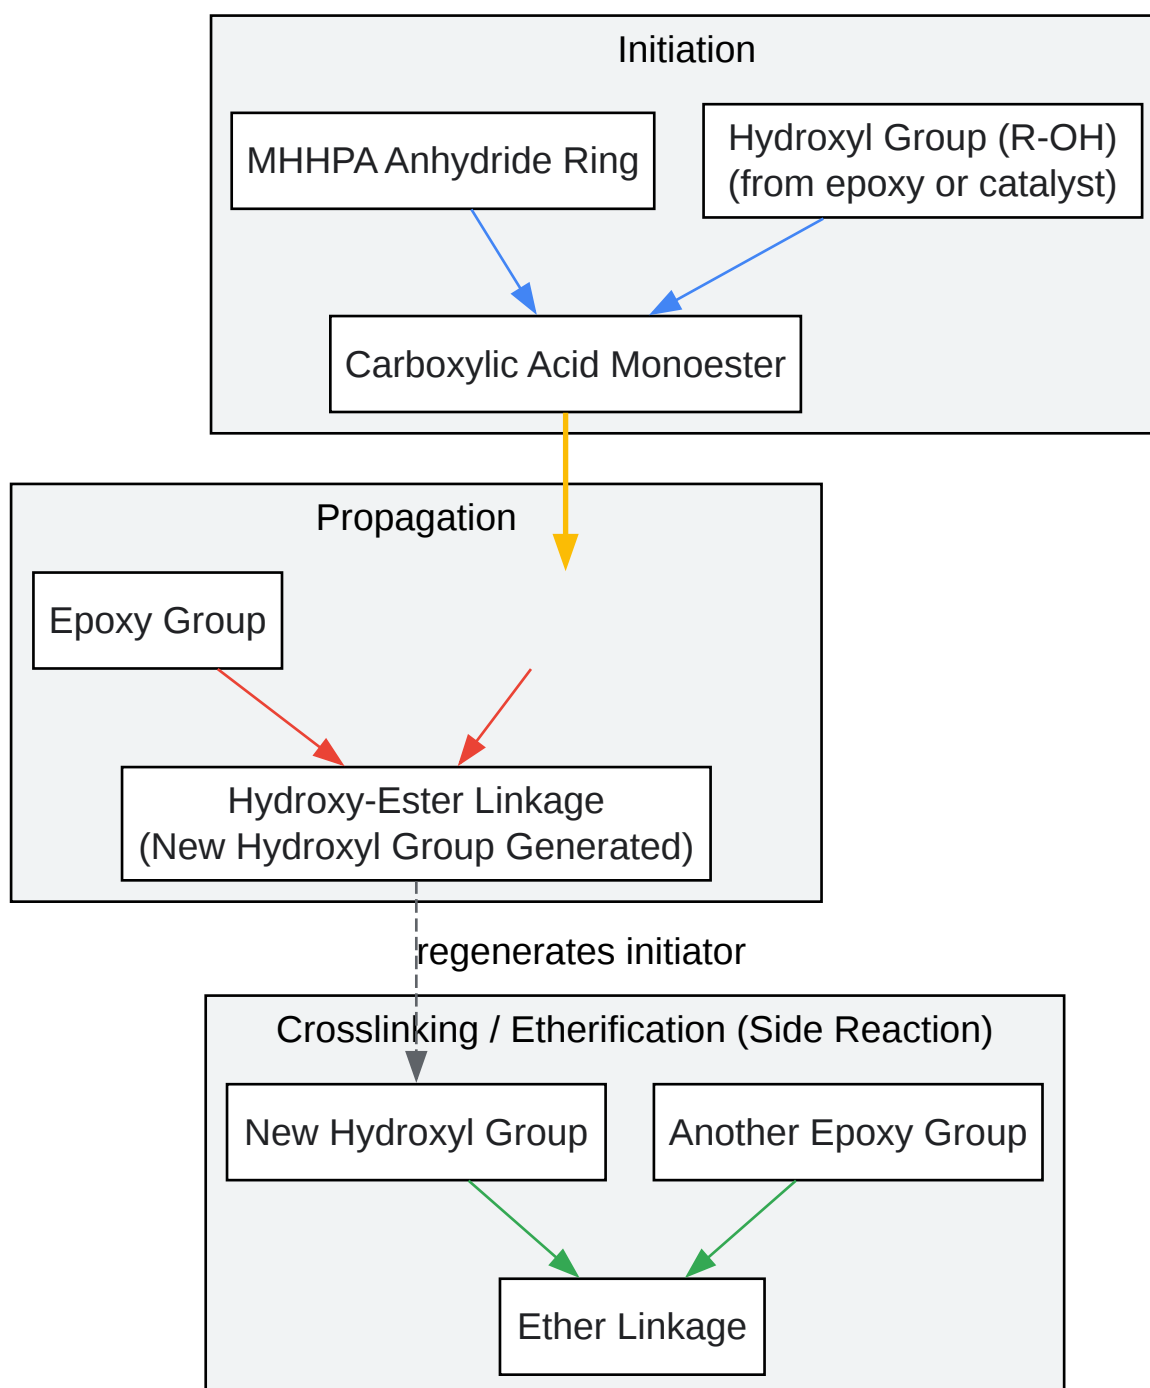 Initiation
MHHPA Anhydride Ring
Hydroxyl Group (R-OH)
(from epoxy or catalyst)
Carboxylic Acid Monoester
Propagation
Epoxy Group
Hydroxy-Ester Linkage
(New Hydroxyl Group Generated)
regenerates initiator
Crosslinking / Etherification (Side Reaction)
New Hydroxyl Group
Another Epoxy Group
Ether Linkage